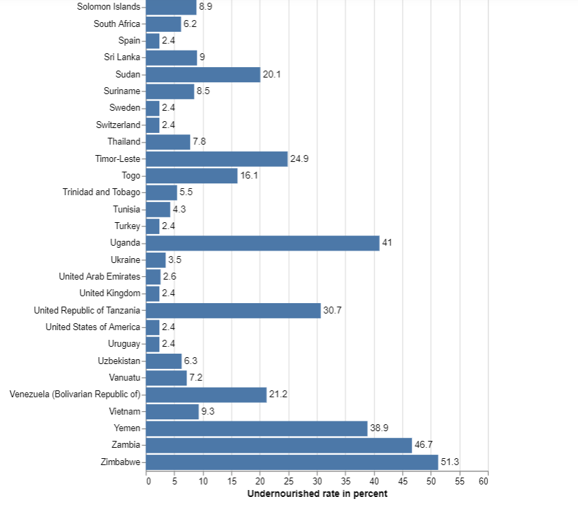 Solomon Islands 8.9
South Africa 6.2
Spain 2.4
Sri Lanka 9
Sudan 20.1
Suriname 8.5
Sweden 2.4
Switzerland 2.4
Thailand 7.8
Timor-Leste 24.9
Togo 16.1
Trinidad and Tobago 5.5
Tunisia 4.3
Turkey 2.4
Uganda 41
Ukraine 3.5
United Arab Emirates 2.6
United Kingdom 2.4
United Republic of Tanzania 30.7
United States of America 2.4
Uruguay 2.4
Uzbekistan 6.3
Vanuatu 7.2
Venezuela (Bolivarian Republic of) 21.2
Vietnam 9.3
Yemen 38.9
Zambia 46.7
Zimbabwe 51.3
0 5 10 15 20 25 30 35 40 45 50 55 60
Undernourished rate in percent